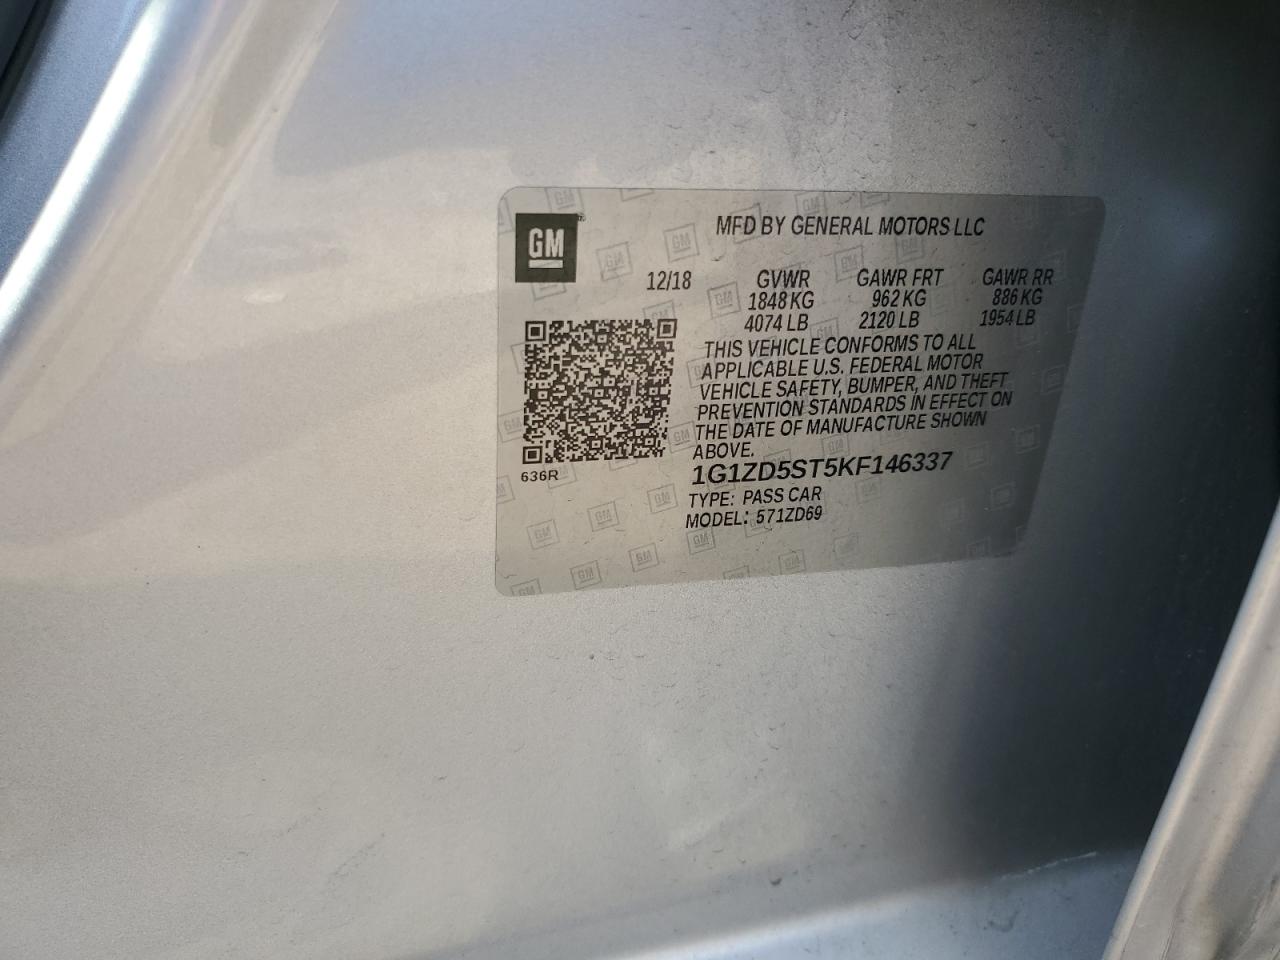 GM
MFD BY GENERAL MOTORS LLC
12/18 GVWR GAWR FRT GAWR RR
1848 KG 962 KG 886 KG
4074 LB 2120 LB 1954 LB
THIS VEHICLE CONFORMS TO ALL
APPLICABLE U.S. FEDERAL MOTOR
VEHICLE SAFETY, BUMPER, AND THEFT
PREVENTION STANDARDS IN EFFECT ON
THE DATE OF MANUFACTURE SHOWN
ABOVE.
636R
1G1ZD5ST5KF146337
TYPE: PASS CAR
MODEL: 571ZD69